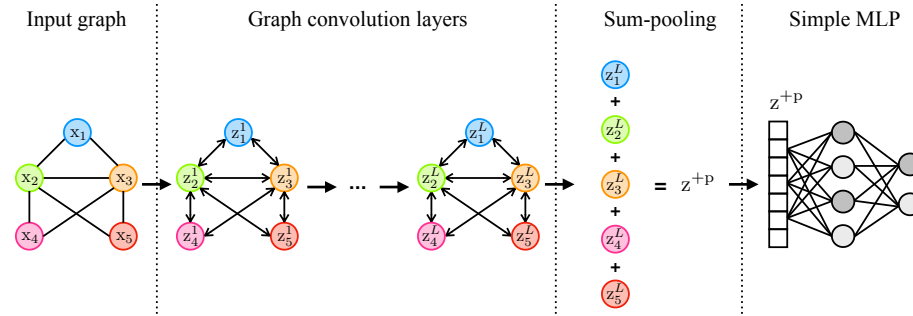 Input graph
Graph convolution layers
Sum-pooling
Simple MLP
x₁
x₂
x₃
x₄
x₅
z₁¹
z₂¹
z₃¹
z₄¹
z₅¹
...
z₁ᴸ
z₂ᴸ
z₃ᴸ
z₄ᴸ
z₅ᴸ
z₁ᴸ
+
z₂ᴸ
+
z₃ᴸ = z⁺ᵖ
+
z₄ᴸ
+
z₅ᴸ
z⁺ᵖ